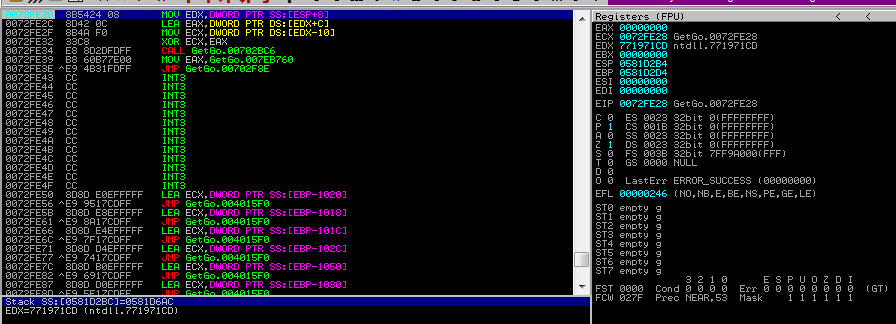 8B5424 08 MOV EDX,DWORD PTR SS:[ESP+8]
0072FE2C 8D42 0C LEA EAX,DWORD PTR DS:[EDX+C]
0072FE2F 8B4A F0 MOV ECX,DWORD PTR DS:[EDX-10]
0072FE32 33C8 XOR ECX,EAX
0072FE34 E8 8D2DFDFF CALL GetGo.00702BC6
0072FE39 B8 60B77E00 MOV EAX,GetGo.007EB760
0072FE3E ^E9 4B31FDFF JMP GetGo.00702F8E
0072FE43 CC INT3
0072FE44 CC INT3
0072FE45 CC INT3
0072FE46 CC INT3
0072FE47 CC INT3
0072FE48 CC INT3
0072FE49 CC INT3
0072FE4A CC INT3
0072FE4B CC INT3
0072FE4C CC INT3
0072FE4D CC INT3
0072FE4E CC INT3
0072FE4F CC INT3
0072FE50 8D8D E0EFFFFF LEA ECX,DWORD PTR SS:[EBP-1020]
0072FE56 ^E9 9517CDFF JMP GetGo.004015F0
0072FE5B 8D8D E8EFFFFF LEA ECX,DWORD PTR SS:[EBP-1018]
0072FE61 ^E9 8A17CDFF JMP GetGo.004015F0
0072FE66 8D8D E4EFFFFF LEA ECX,DWORD PTR SS:[EBP-101C]
0072FE6C ^E9 7F17CDFF JMP GetGo.004015F0
0072FE71 8D8D D4EFFFFF LEA ECX,DWORD PTR SS:[EBP-102C]
0072FE77 ^E9 7417CDFF JMP GetGo.004015F0
0072FE7C 8D8D B0EFFFFF LEA ECX,DWORD PTR SS:[EBP-1050]
0072FE82 ^E9 6917CDFF JMP GetGo.004015F0
0072FE87 8D8D D0EFFFFF LEA ECX,DWORD PTR SS:[EBP-1030]
0072FE8D ^E9 5E17CDFF JMP GetGo.004015F0
Stack SS:[0581D2BC]=0581D6AC
EDX=771971CD (ntdll.771971CD)
Registers (FPU) < <
EAX 00000000
ECX 0072FE28 GetGo.0072FE28
EDX 771971CD ntdll.771971CD
EBX 00000000
ESP 0581D2B4
EBP 0581D2D4
ESI 00000000
EDI 00000000
EIP 0072FE28 GetGo.0072FE28
C 0 ES 0023 32bit 0(FFFFFFFF)
P 1 CS 001B 32bit 0(FFFFFFFF)
A 0 SS 0023 32bit 0(FFFFFFFF)
Z 1 DS 0023 32bit 0(FFFFFFFF)
S 0 FS 003B 32bit 7FF9A000(FFF)
T 0 GS 0000 NULL
D 0
O 0 LastErr ERROR_SUCCESS (00000000)
EFL 00000246 (NO,NB,E,BE,NS,PE,GE,LE)
ST0 empty g
ST1 empty g
ST2 empty g
ST3 empty g
ST4 empty g
ST5 empty g
ST6 empty g
ST7 empty g
3 2 1 0 E S P U O Z D I
FST 0000 Cond 0 0 0 0 Err 0 0 0 0 0 0 0 0 (GT)
FCW 027F Prec NEAR,53 Mask 1 1 1 1 1 1